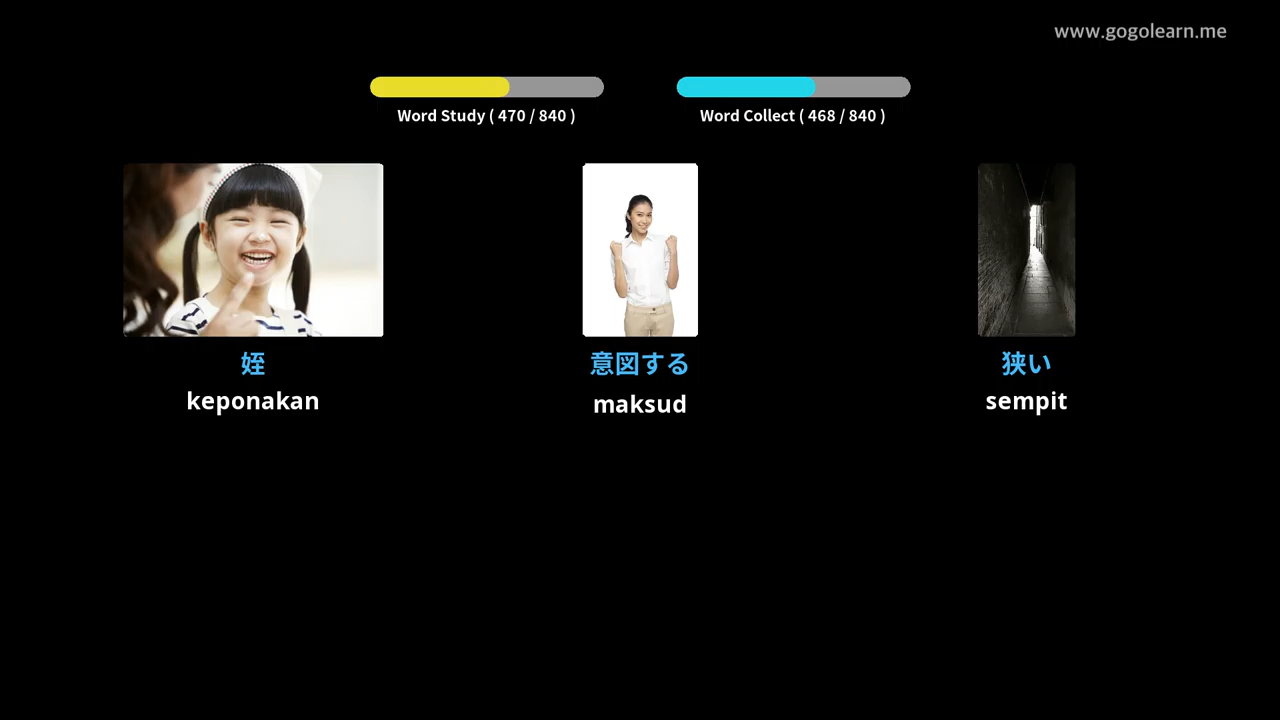 www.gogolearn.me
Word Study ( 470 / 840 )
Word Collect ( 468 / 840 )
姪
keponakan
意図する
maksud
狭い
sempit